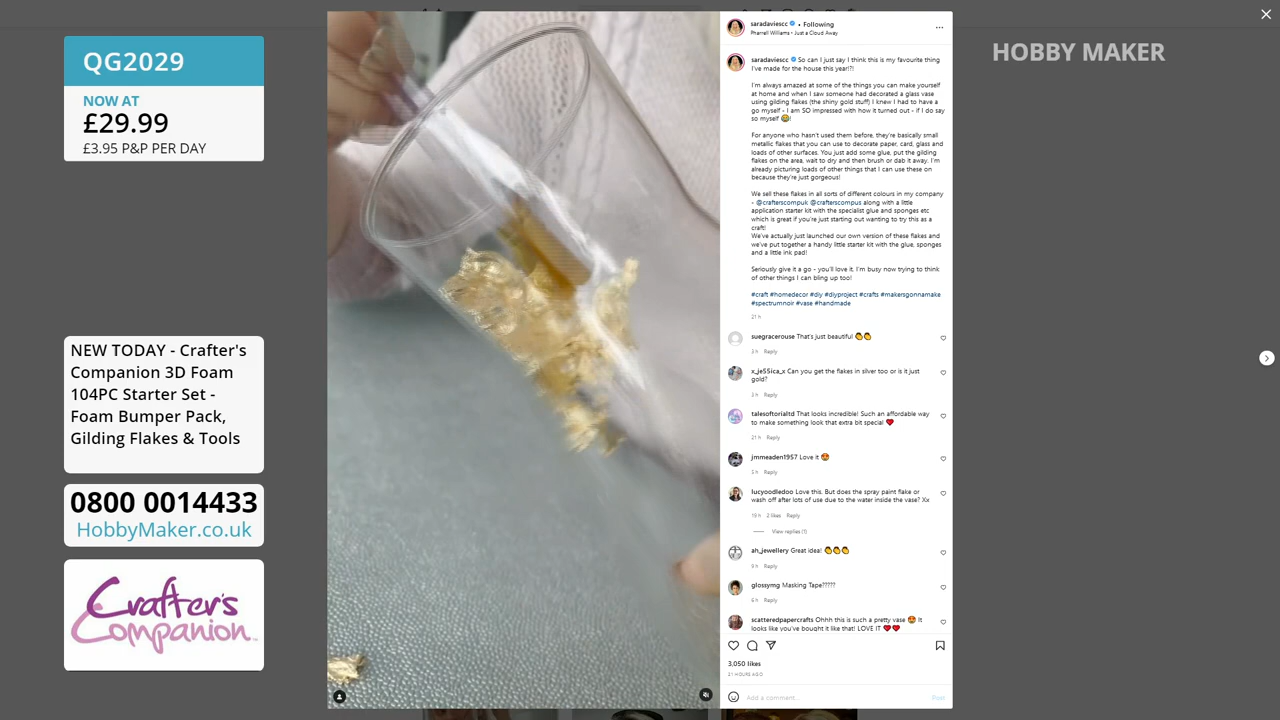 QG2029
NOW AT
£29.99
£3.95 P&P PER DAY
NEW TODAY - Crafter's
Companion 3D Foam
104PC Starter Set -
Foam Bumper Pack,
Gilding Flakes & Tools
0800 0014433
HobbyMaker.co.uk
Crafter's
Companion
HOBBY MAKER
saradaviescc • Following
Pharrell Williams • Just a Cloud Away
saradaviescc So can I just say I think this is my favourite thing
I've made for the house this year!?!
I'm always amazed at some of the things you can make yourself
at home and when I saw someone had decorated a glass vase
using gilding flakes (the shiny gold stuff) I knew I had to have a
go myself - I am SO impressed with how it turned out - if I do say
so myself 😂!
For anyone who hasn't used them before, they're basically small
metallic flakes that you can use to decorate paper, card, glass and
loads of other surfaces. You just add some glue, put the gilding
flakes on the area, wait to dry and then brush or dab it away. I'm
already picturing loads of other things that I can use these on
because they're just gorgeous!
We sell these flakes in all sorts of different colours in my company
- @crafterscompuk @crafterscompus along with a little
application starter kit with the specialist glue and sponges etc
which is great if you're just starting out wanting to try this as a
craft!
We've actually just launched our own version of these flakes and
we've put together a handy little starter kit with the glue, sponges
and a little ink pad!
Seriously give it a go - you'll love it. I'm busy now trying to think
of other things I can bling up too!
#craft #homedecor #diy #diyproject #crafts #makersgonnamake
#spectrumnoir #vase #handmade
21 h
suegracerouse That's just beautiful 👏👏
3 h Reply
x_je55ica_x Can you get the flakes in silver too or is it just
gold?
3 h Reply
talesoftorialtd That looks incredible! Such an affordable way
to make something look that extra bit special ❤️
21 h Reply
jmmeaden1957 Love it 😍
5 h Reply
lucyoodledoo Love this. But does the spray paint flake or
wash off after lots of use due to the water inside the vase? Xx
19 h 2 likes Reply
View replies (1)
ah_jewellery Great idea! 👏👏👏
9 h Reply
glossymg Masking Tape?????
6 h Reply
scatteredpapercrafts Ohhh this is such a pretty vase 😍 It
looks like you've bought it like that! LOVE IT ❤️❤️
3,050 likes
21 HOURS AGO
Add a comment...
Post